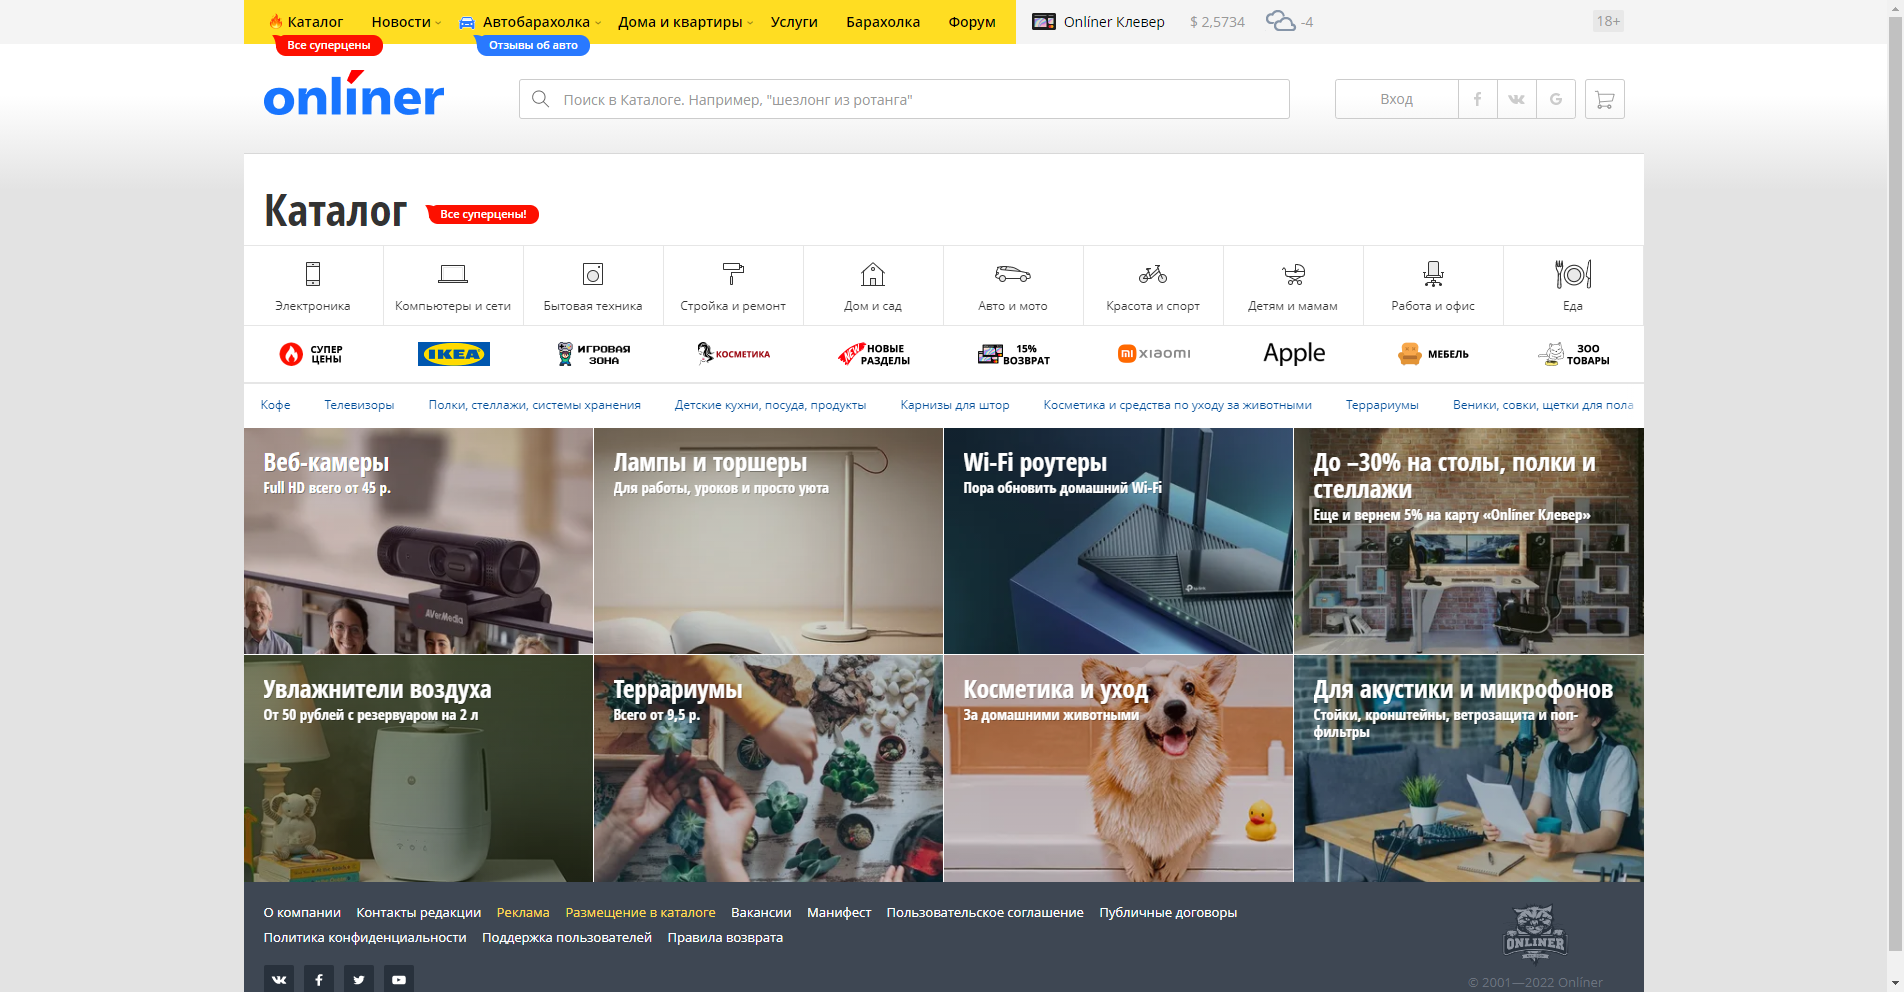 Каталог Новости Автобарахолка Дома и квартиры Услуги Барахолка Форум Onlíner Клевер $ 2,5734 -4 18+
Все суперцены Отзывы об авто
onlíner
Поиск в Каталоге. Например, "шезлонг из ротанга"
Вход
Каталог
Все суперцены!
Электроника Компьютеры и сети Бытовая техника Стройка и ремонт Дом и сад Авто и мото Красота и спорт Детям и мамам Работа и офис Еда
СУПЕР
ЦЕНЫ
IKEA
ИГРОВАЯ
ЗОНА
КОСМЕТИКА
NEW
НОВЫЕ
РАЗДЕЛЫ
15%
ВОЗВРАТ
mi xiaomi
Apple
МЕБЕЛЬ
ЗОО
ТОВАРЫ
Кофе Телевизоры Полки, стеллажи, системы хранения Детские кухни, посуда, продукты Карнизы для штор Косметика и средства по уходу за животными Террариумы Веники, совки, щетки для пола
Веб-камеры
Full HD всего от 45 р.
AVerMedia
Лампы и торшеры
Для работы, уроков и просто уюта
Wi-Fi роутеры
Пора обновить домашний Wi-Fi
До –30% на столы, полки и
стеллажи
Еще и вернем 5% на карту «Onlíner Клевер»
Увлажнители воздуха
От 50 рублей с резервуаром на 2 л
Террариумы
Всего от 9,5 р.
Косметика и уход
За домашними животными
Для акустики и микрофонов
Стойки, кронштейны, ветрозащита и поп-
фильтры
О компании Контакты редакции Реклама Размещение в каталоге Вакансии Манифест Пользовательское соглашение Публичные договоры
Политика конфиденциальности Поддержка пользователей Правила возврата
ONLINER
© 2001—2022 Onlíner